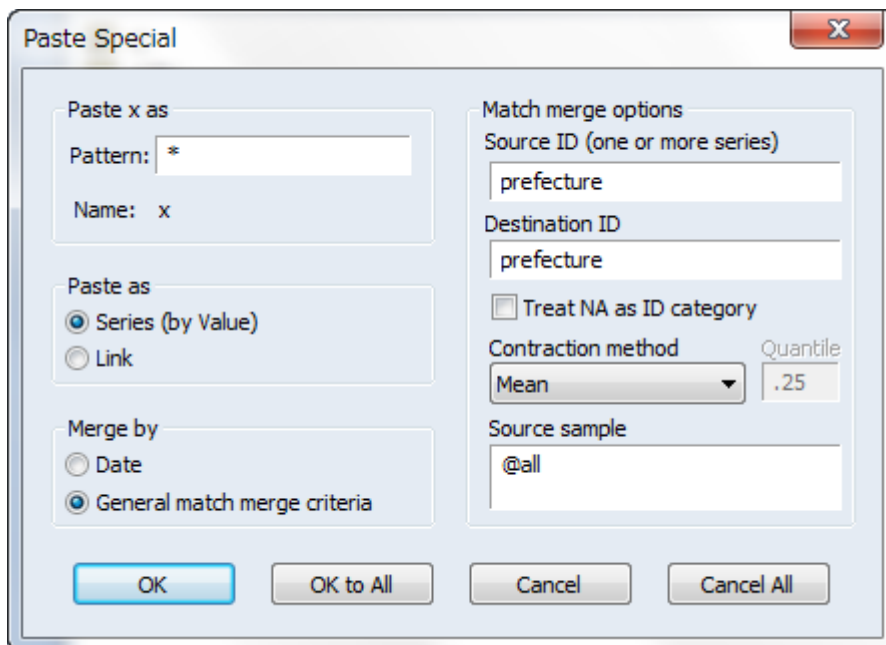 Paste Special
Paste x as
Pattern: *
Name: x
Paste as
Series (by Value)
Link
Merge by
Date
General match merge criteria
Match merge options
Source ID (one or more series)
prefecture
Destination ID
prefecture
Treat NA as ID category
Contraction method Quantile
Mean .25
Source sample
@all
OK OK to All Cancel Cancel All